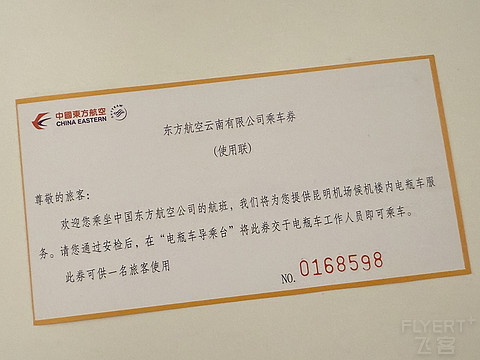 中國東方航空
CHINA EASTERN
东方航空云南有限公司乘车券
(使用联)
尊敬的旅客：
欢迎您乘坐中国东方航空公司的航班，我们将为您提供昆明机场候机楼内电瓶车服
务。请您通过安检后，在“电瓶车导乘台”将此券交于电瓶车工作人员即可乘车。
此券可供一名旅客使用
NO. 0168598
FLYERT+
飞客